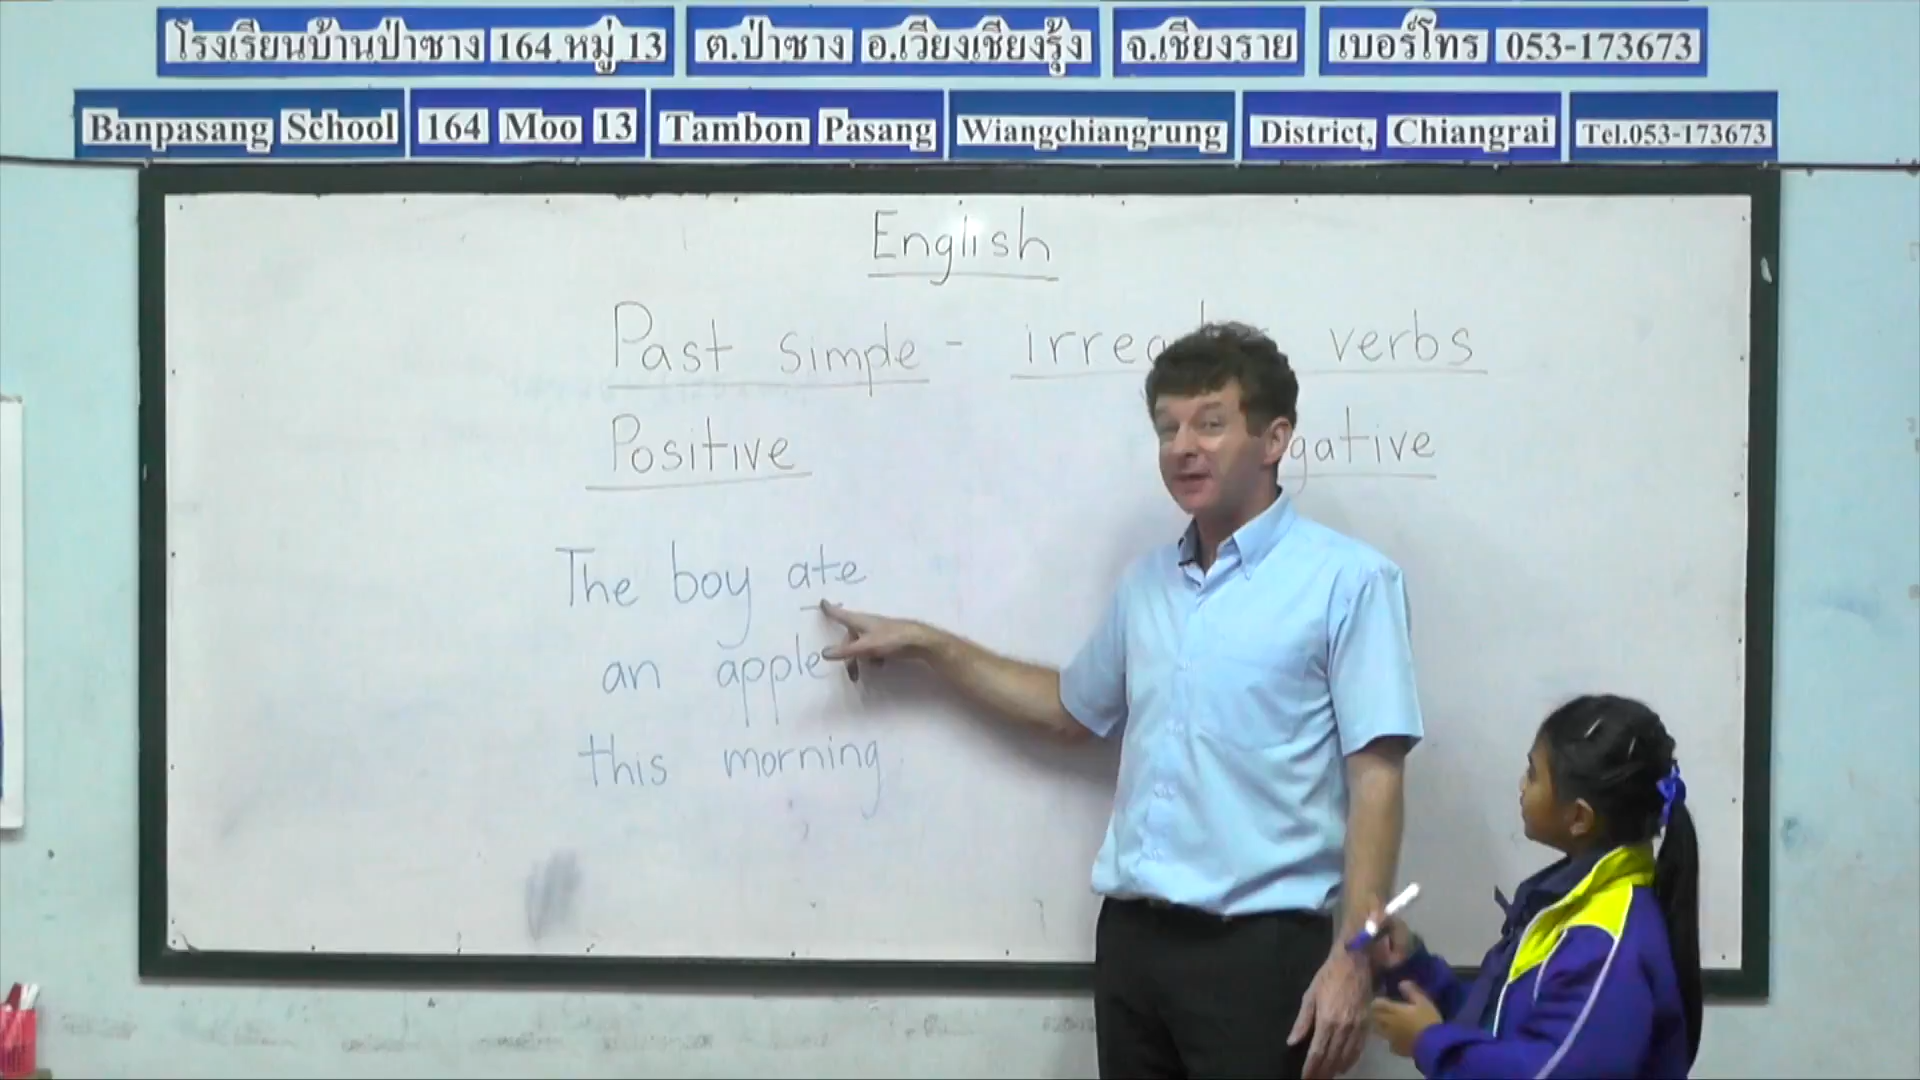 โรงเรียนบ้านป่าซาง 164 หมู่ 13 ต.ป่าซาง อ.เวียงเชียงรุ้ง จ.เชียงราย เบอร์โทร 053-173673
Banpasang School 164 Moo 13 Tambon Pasang Wiangchiangrung District, Chiangrai Tel.053-173673
English
Past simple - verbs
Positive
The boy ate
an apple
this morning